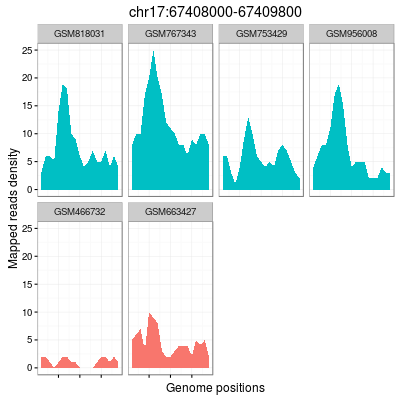 chr17:67408000-67409800
GSM818031 GSM767343 GSM753429 GSM956008
25
20
15
10
5
0
GSM466732 GSM663427
25
20
15
10
5
0
Mapped reads density
Genome positions